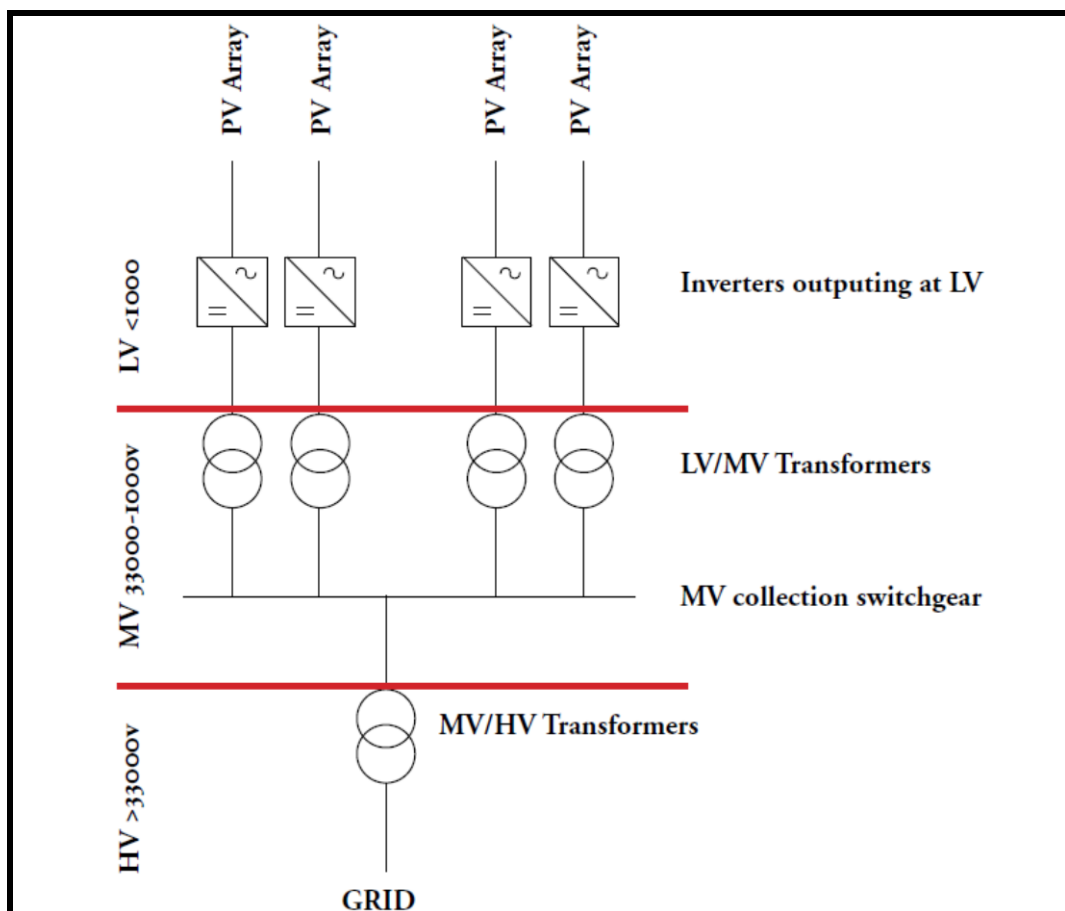 PV Array
PV Array
PV Array
PV Array
LV <1000
Inverters outputing at LV
LV/MV Transformers
MV 33000-1000v
MV collection switchgear
MV/HV Transformers
HV >33000v
GRID